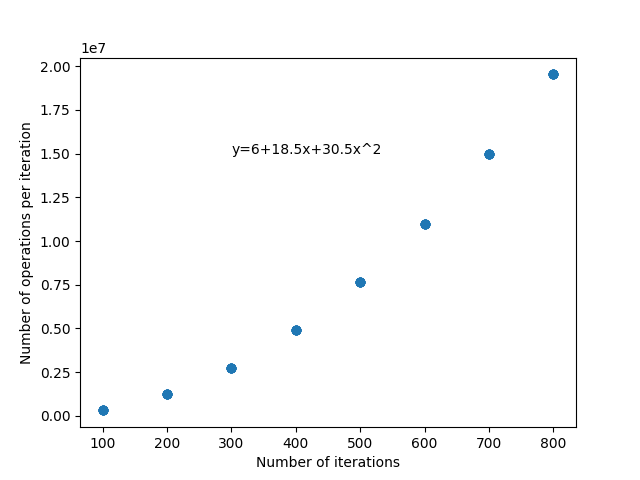 1e7
2.00
1.75
1.50
1.25
1.00
0.75
0.50
0.25
0.00
Number of operations per iteration
y=6+18.5x+30.5x^2
100 200 300 400 500 600 700 800
Number of iterations